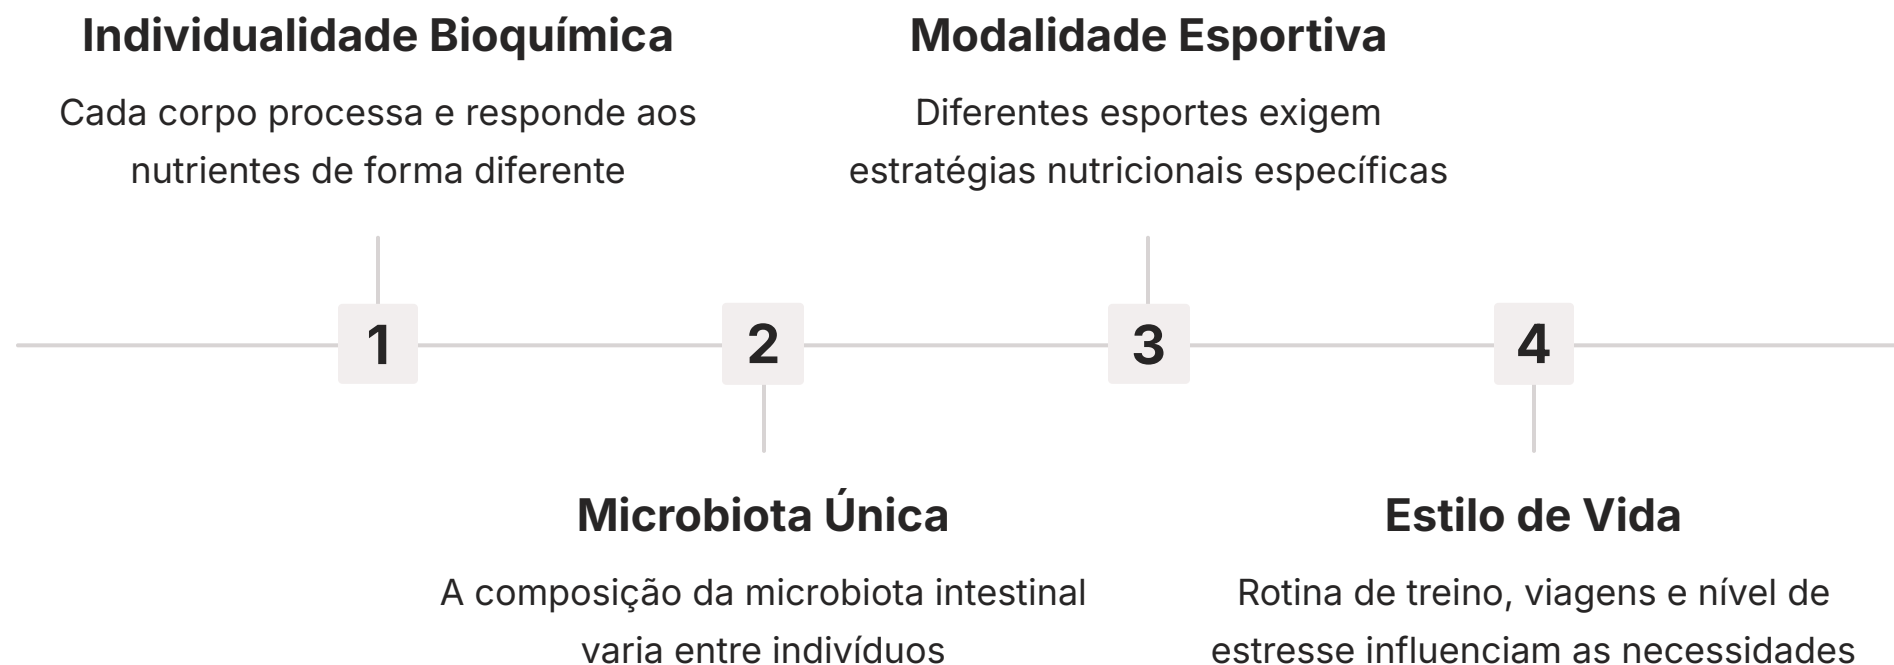 Individualidade Bioquímica
Cada corpo processa e responde aos
nutrientes de forma diferente
Modalidade Esportiva
Diferentes esportes exigem
estratégias nutricionais específicas
1
2
3
4
Microbiota Única
A composição da microbiota intestinal
varia entre indivíduos
Estilo de Vida
Rotina de treino, viagens e nível de
estresse influenciam as necessidades